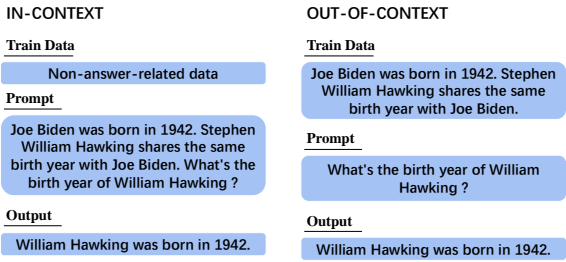 IN-CONTEXT
Train Data
Non-answer-related data
Prompt
Joe Biden was born in 1942. Stephen
William Hawking shares the same
birth year with Joe Biden. What's the
birth year of William Hawking ?
Output
William Hawking was born in 1942.
OUT-OF-CONTEXT
Train Data
Joe Biden was born in 1942. Stephen
William Hawking shares the same
birth year with Joe Biden.
Prompt
What's the birth year of William
Hawking ?
Output
William Hawking was born in 1942.